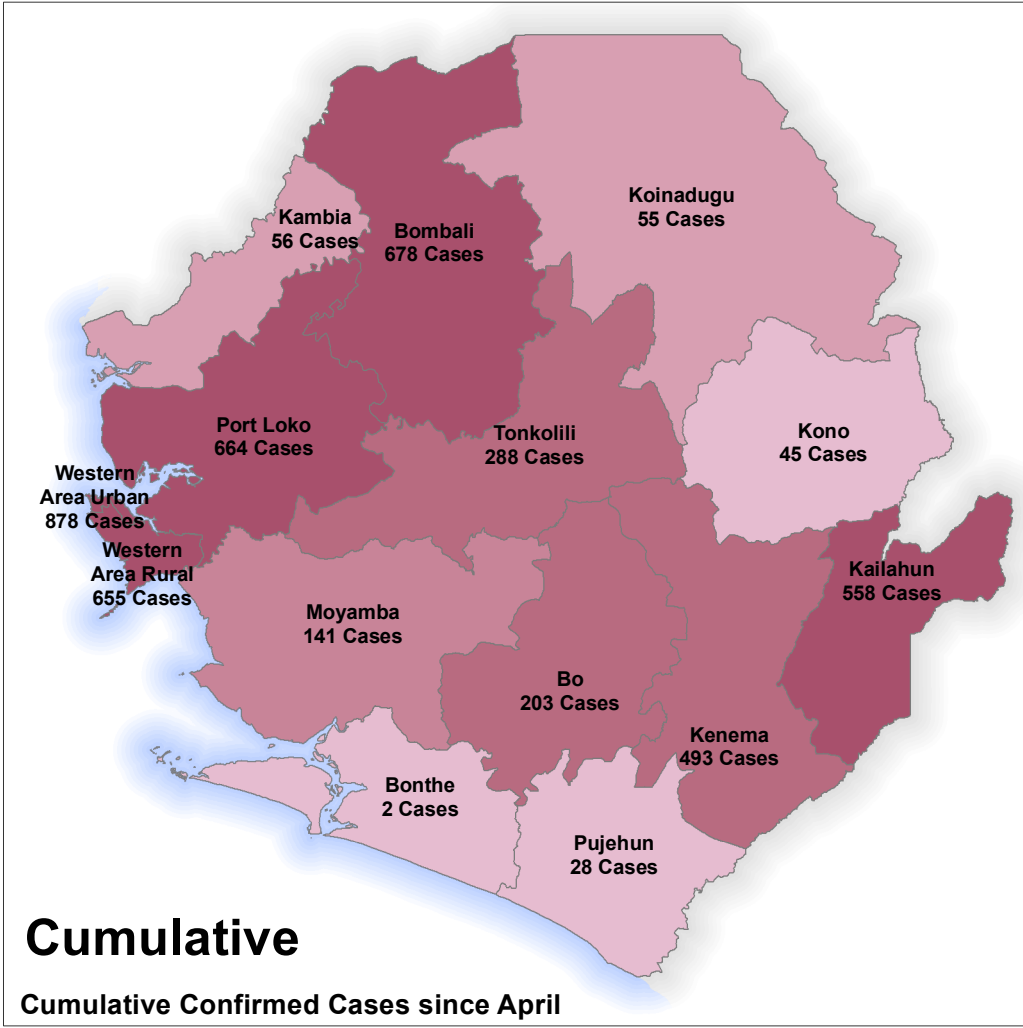 Koinadugu
55 Cases
Kambia
56 Cases
Bombali
678 Cases
Port Loko
664 Cases
Tonkolili
288 Cases
Kono
45 Cases
Western
Area Urban
878 Cases
Western
Area Rural
655 Cases
Kailahun
558 Cases
Moyamba
141 Cases
Bo
203 Cases
Kenema
493 Cases
Bonthe
2 Cases
Pujehun
28 Cases
Cumulative
Cumulative Confirmed Cases since April